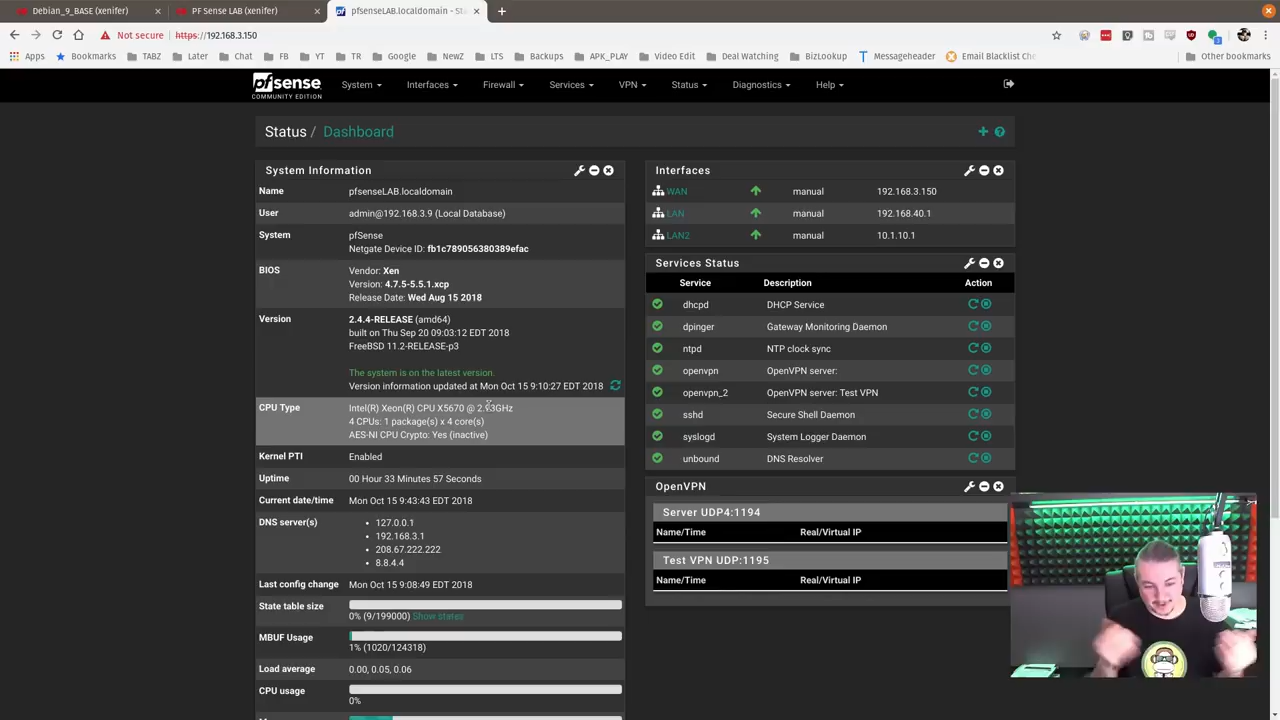 Debian_9_BASE (xenifer)
PF Sense LAB (xenifer)
pfsenseLAB.localdomain - Sta
Not secure
https://192.168.3.150
Apps
Bookmarks
TABZ
Later
Chat
FB
YT
TR
Google
NewZ
LTS
Backups
APK_PLAY
Video Edit
Deal Watching
BizLookup
Messageheader
Email Blacklist Che
Other bookmarks
pfsense
COMMUNITY EDITION
System
Interfaces
Firewall
Services
VPN
Status
Diagnostics
Help
Status / Dashboard
System Information
Name pfsenseLAB.localdomain
User admin@192.168.3.9 (Local Database)
System pfSense
Netgate Device ID: fb1c789056380389efac
BIOS Vendor: Xen
Version: 4.7.5-5.5.1.xcp
Release Date: Wed Aug 15 2018
Version 2.4.4-RELEASE (amd64)
built on Thu Sep 20 09:03:12 EDT 2018
FreeBSD 11.2-RELEASE-p3
The system is on the latest version.
Version information updated at Mon Oct 15 9:10:27 EDT 2018
CPU Type Intel(R) Xeon(R) CPU X5670 @ 2.93GHz
4 CPUs: 1 package(s) x 4 core(s)
AES-NI CPU Crypto: Yes (inactive)
Kernel PTI Enabled
Uptime 00 Hour 33 Minutes 57 Seconds
Current date/time Mon Oct 15 9:43:43 EDT 2018
DNS server(s)
127.0.0.1
192.168.3.1
208.67.222.222
8.8.4.4
Last config change Mon Oct 15 9:08:49 EDT 2018
State table size
0% (9/199000) Show states
MBUF Usage
1% (1020/124318)
Load average 0.00, 0.05, 0.06
CPU usage
0%
Interfaces
WAN manual 192.168.3.150
LAN manual 192.168.40.1
LAN2 manual 10.1.10.1
Services Status
Service Description Action
dhcpd DHCP Service
dpinger Gateway Monitoring Daemon
ntpd NTP clock sync
openvpn OpenVPN server:
openvpn_2 OpenVPN server: Test VPN
sshd Secure Shell Daemon
syslogd System Logger Daemon
unbound DNS Resolver
OpenVPN
Server UDP4:1194
Name/Time Real/Virtual IP
Test VPN UDP:1195
Name/Time Real/Virtual IP